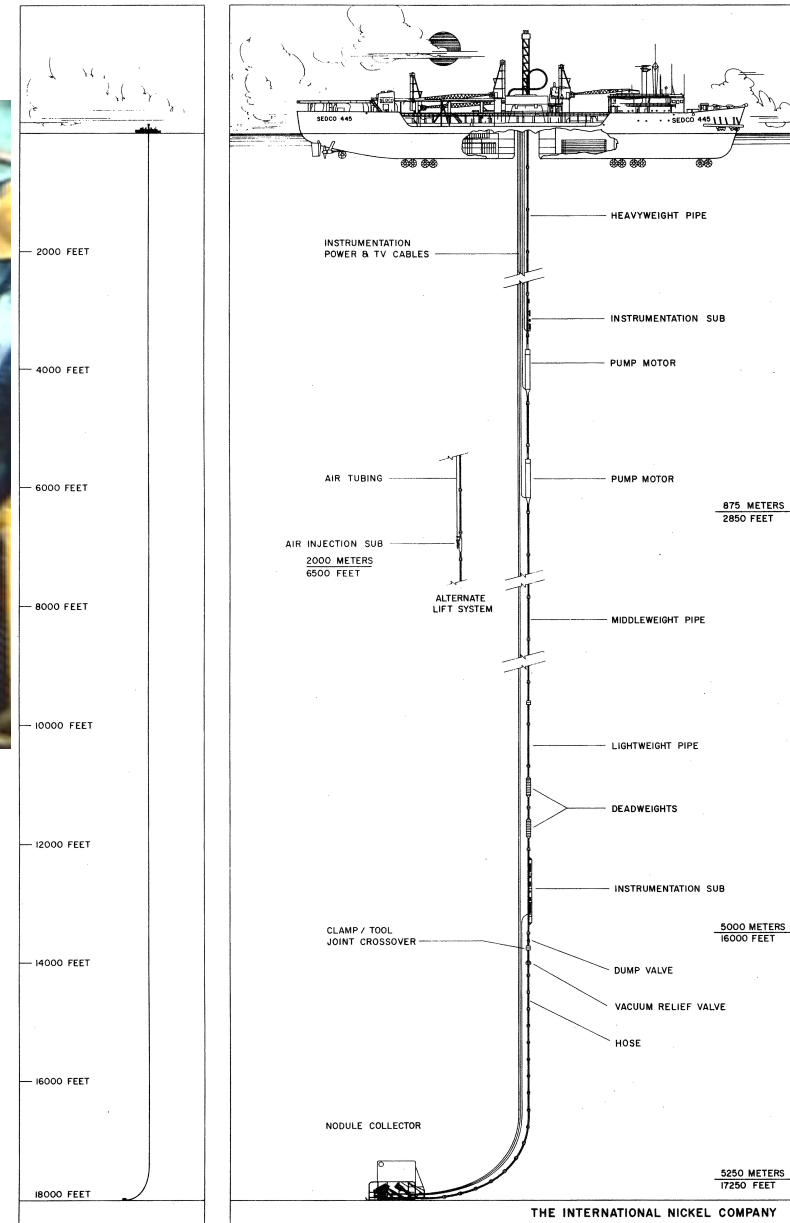 SEDCO 445
SEDCO 445
2000 FEET
4000 FEET
6000 FEET
8000 FEET
10000 FEET
12000 FEET
14000 FEET
16000 FEET
18000 FEET
HEAVYWEIGHT PIPE
INSTRUMENTATION
POWER & TV CABLES
INSTRUMENTATION SUB
PUMP MOTOR
AIR TUBING
PUMP MOTOR
875 METERS
2850 FEET
AIR INJECTION SUB
2000 METERS
6500 FEET
ALTERNATE
LIFT SYSTEM
MIDDLEWEIGHT PIPE
LIGHTWEIGHT PIPE
DEADWEIGHTS
INSTRUMENTATION SUB
CLAMP / TOOL
JOINT CROSSOVER
5000 METERS
16000 FEET
DUMP VALVE
VACUUM RELIEF VALVE
HOSE
NODULE COLLECTOR
5250 METERS
17250 FEET
THE INTERNATIONAL NICKEL COMPANY